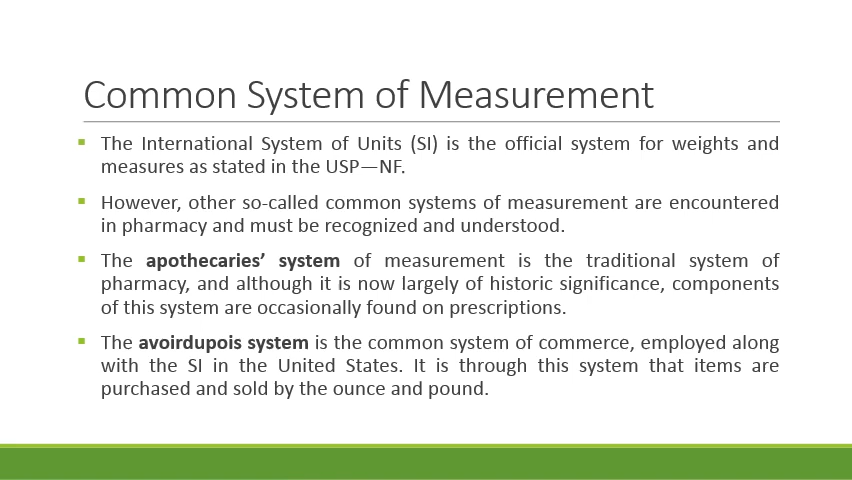 Common System of Measurement
▪ The International System of Units (SI) is the official system for weights and
measures as stated in the USP—NF.
▪ However, other so-called common systems of measurement are encountered
in pharmacy and must be recognized and understood.
▪ The apothecaries’ system of measurement is the traditional system of
pharmacy, and although it is now largely of historic significance, components
of this system are occasionally found on prescriptions.
▪ The avoirdupois system is the common system of commerce, employed along
with the SI in the United States. It is through this system that items are
purchased and sold by the ounce and pound.